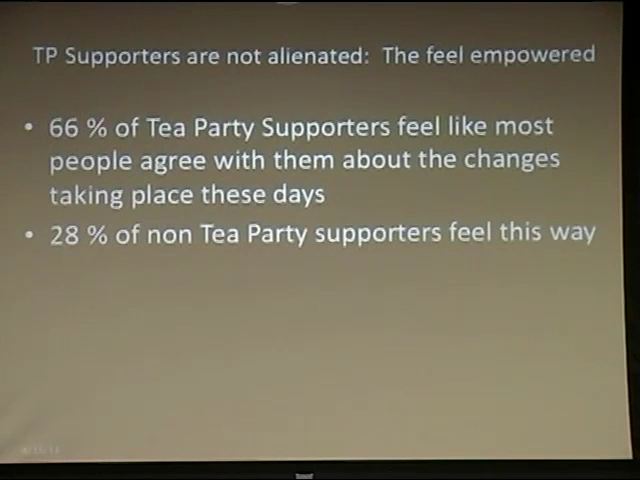 TP Supporters are not alienated: The feel empowered
• 66 % of Tea Party Supporters feel like most
people agree with them about the changes
taking place these days
• 28 % of non Tea Party supporters feel this way